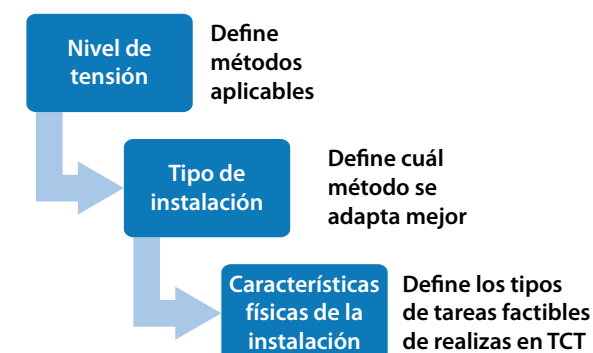 Nivel de
tensión
Define
métodos
aplicables
Tipo de
instalación
Define cuál
método se
adapta mejor
Características
físicas de la
instalación
Define los tipos
de tareas factibles
de realizas en TCT